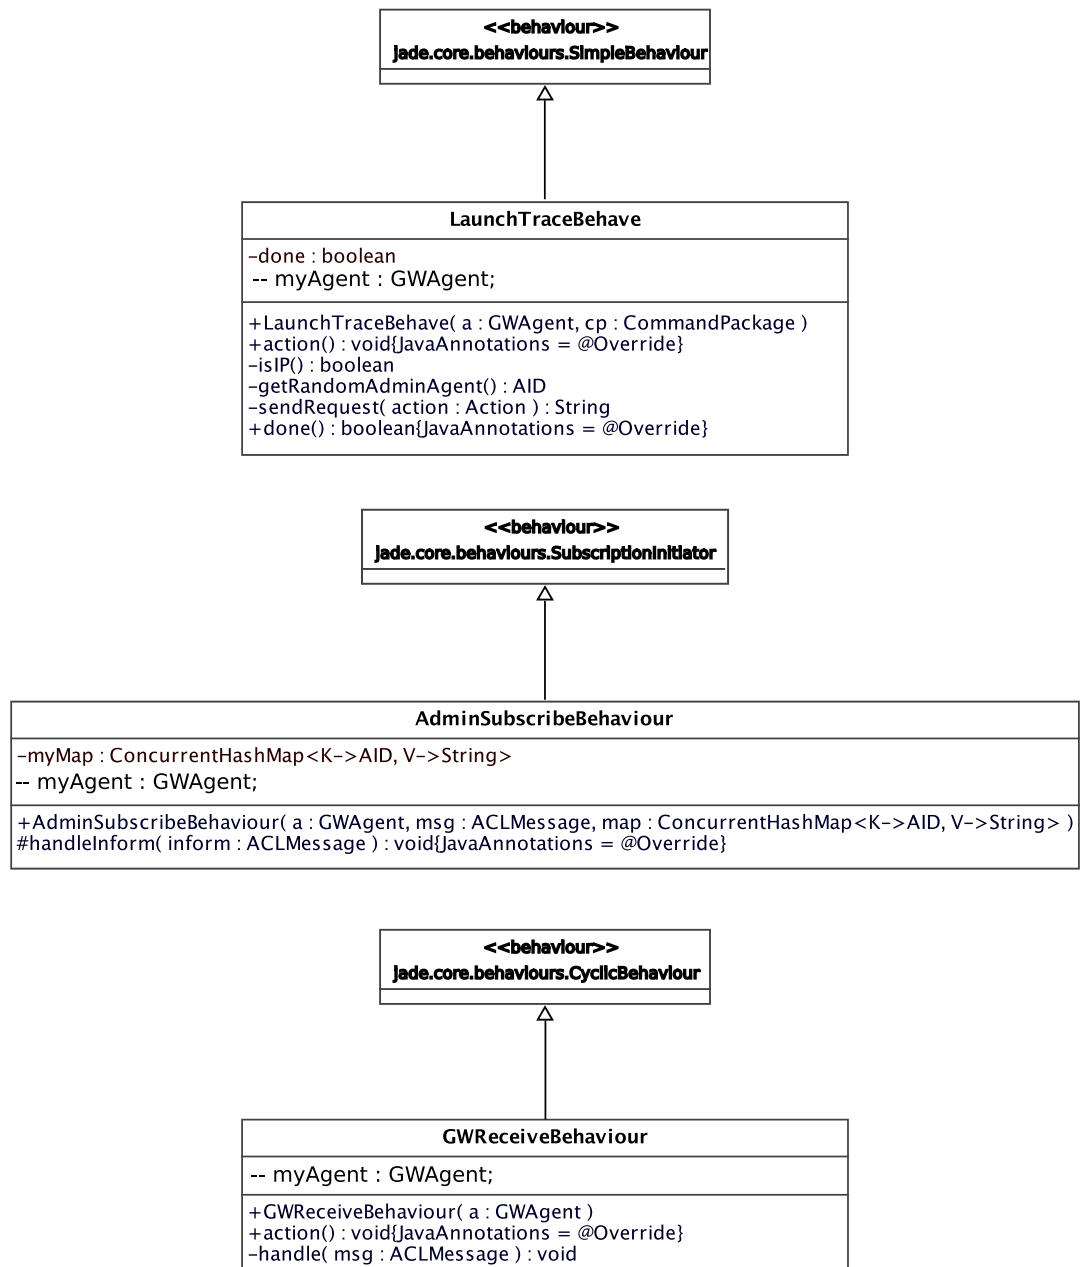 <<behaviour>>
jade.core.behaviours.SimpleBehaviour
LaunchTraceBehave
-done : boolean
-- myAgent : GWAgent;
+LaunchTraceBehave( a : GWAgent, cp : CommandPackage )
+action() : void{JavaAnnotations = @Override}
-isIP() : boolean
-getRandomAdminAgent() : AID
-sendRequest( action : Action ) : String
+done() : boolean{JavaAnnotations = @Override}
<<behaviour>>
jade.core.behaviours.SubscriptionInitiator
AdminSubscribeBehaviour
-myMap : ConcurrentHashMap<K->AID, V->String>
-- myAgent : GWAgent;
+AdminSubscribeBehaviour( a : GWAgent, msg : ACLMessage, map : ConcurrentHashMap<K->AID, V->String> )
#handleInform( inform : ACLMessage ) : void{JavaAnnotations = @Override}
<<behaviour>>
jade.core.behaviours.CyclicBehaviour
GWReceiveBehaviour
-- myAgent : GWAgent;
+GWReceiveBehaviour( a : GWAgent )
+action() : void{JavaAnnotations = @Override}
-handle( msg : ACLMessage ) : void